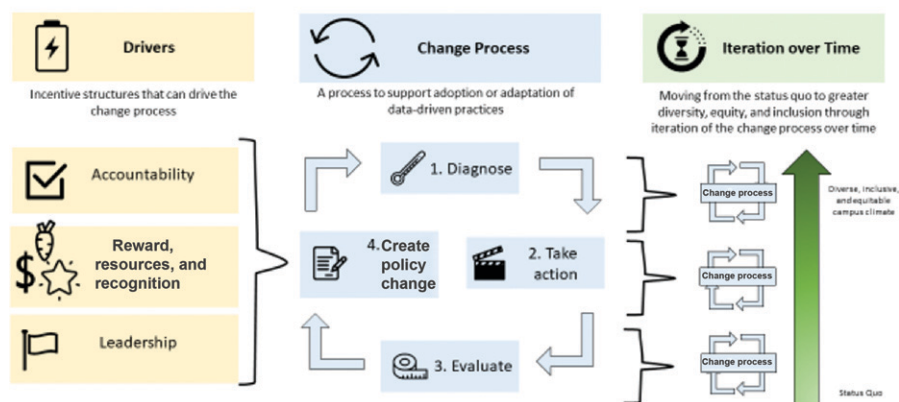 Drivers
Incentive structures that can drive the
change process
Accountability
$
Reward,
resources, and
recognition
Leadership
Change Process
A process to support adoption or adaptation of
data-driven practices
1. Diagnose
2. Take
action
3. Evaluate
4. Create
policy
change
Iteration over Time
Moving from the status quo to greater
diversity, equity, and inclusion through
iteration of the change process over time
Change process
Change process
Change process
Diverse, inclusive,
and equitable
campus climate
Status Quo